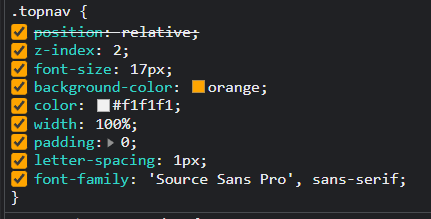 .topnav {
position: relative;
z-index: 2;
font-size: 17px;
background-color: orange;
color: #f1f1f1;
width: 100%;
padding: 0;
letter-spacing: 1px;
font-family: 'Source Sans Pro', sans-serif;
}